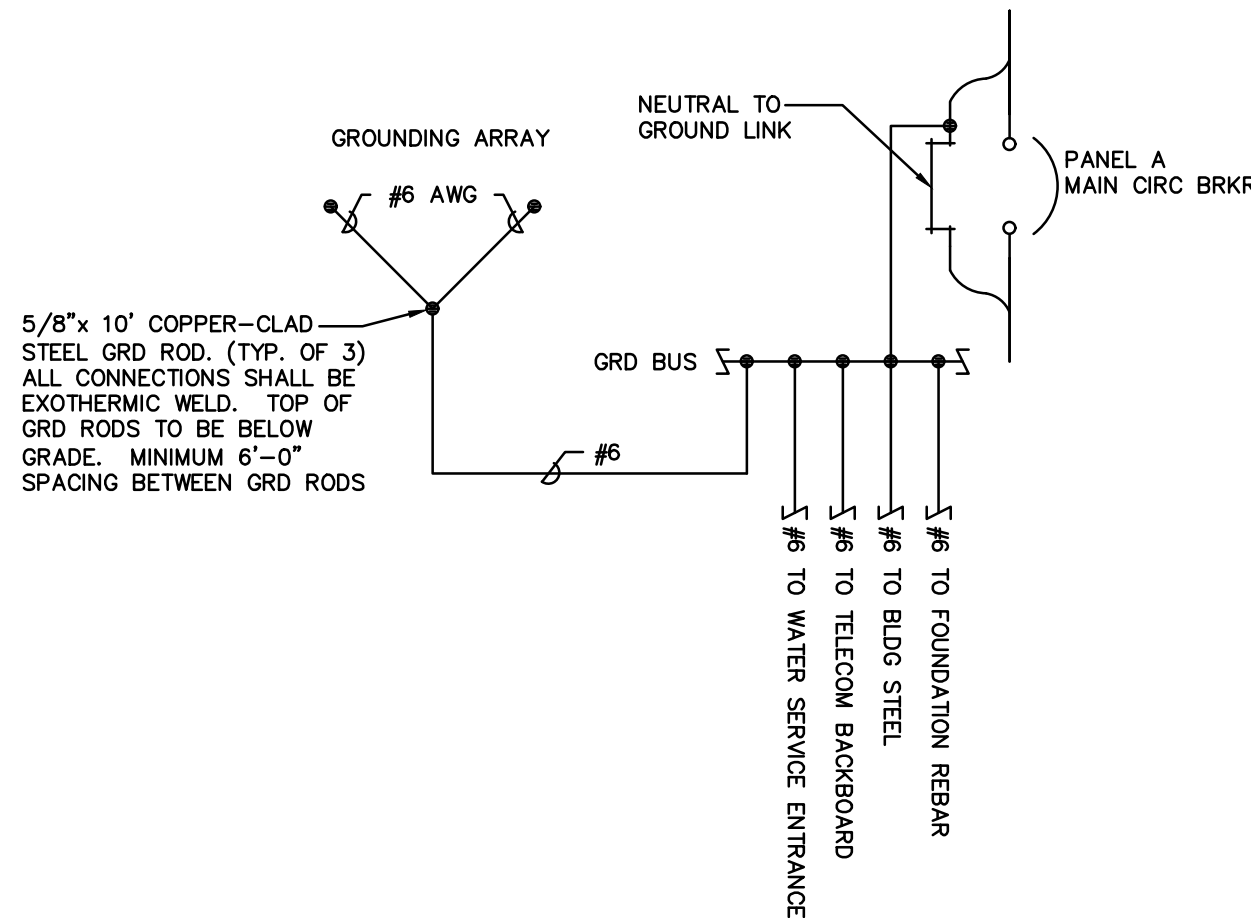 NEUTRAL TO
GROUND LINK
GROUNDING ARRAY
PANEL A
MAIN CIRC BRKR
#6 AWG
5/8"x 10' COPPER-CLAD
STEEL GRD ROD. (TYP. OF 3)
ALL CONNECTIONS SHALL BE
EXOTHERMIC WELD. TOP OF
GRD RODS TO BE BELOW
GRADE. MINIMUM 6'-0"
SPACING BETWEEN GRD RODS
GRD BUS
#6
#6 TO WATER SERVICE ENTRANCE
#6 TO TELECOM BACKBOARD
#6 TO BLDG STEEL
#6 TO FOUNDATION REBAR